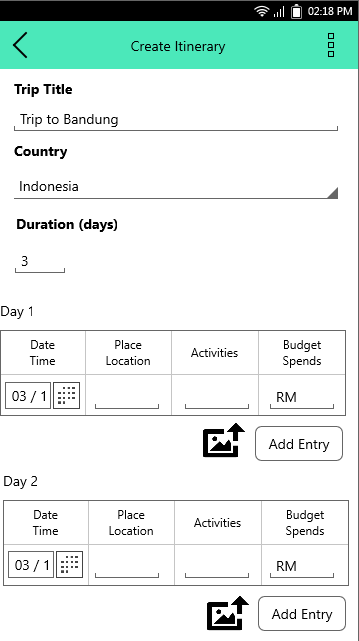 02:18 PM
Create Itinerary
Trip Title
Trip to Bandung
Country
Indonesia
Duration (days)
3
Day 1
Date Time
Place Location
Activities
Budget Spends
03 / 1
RM
Add Entry
Day 2
Date Time
Place Location
Activities
Budget Spends
03 / 1
RM
Add Entry